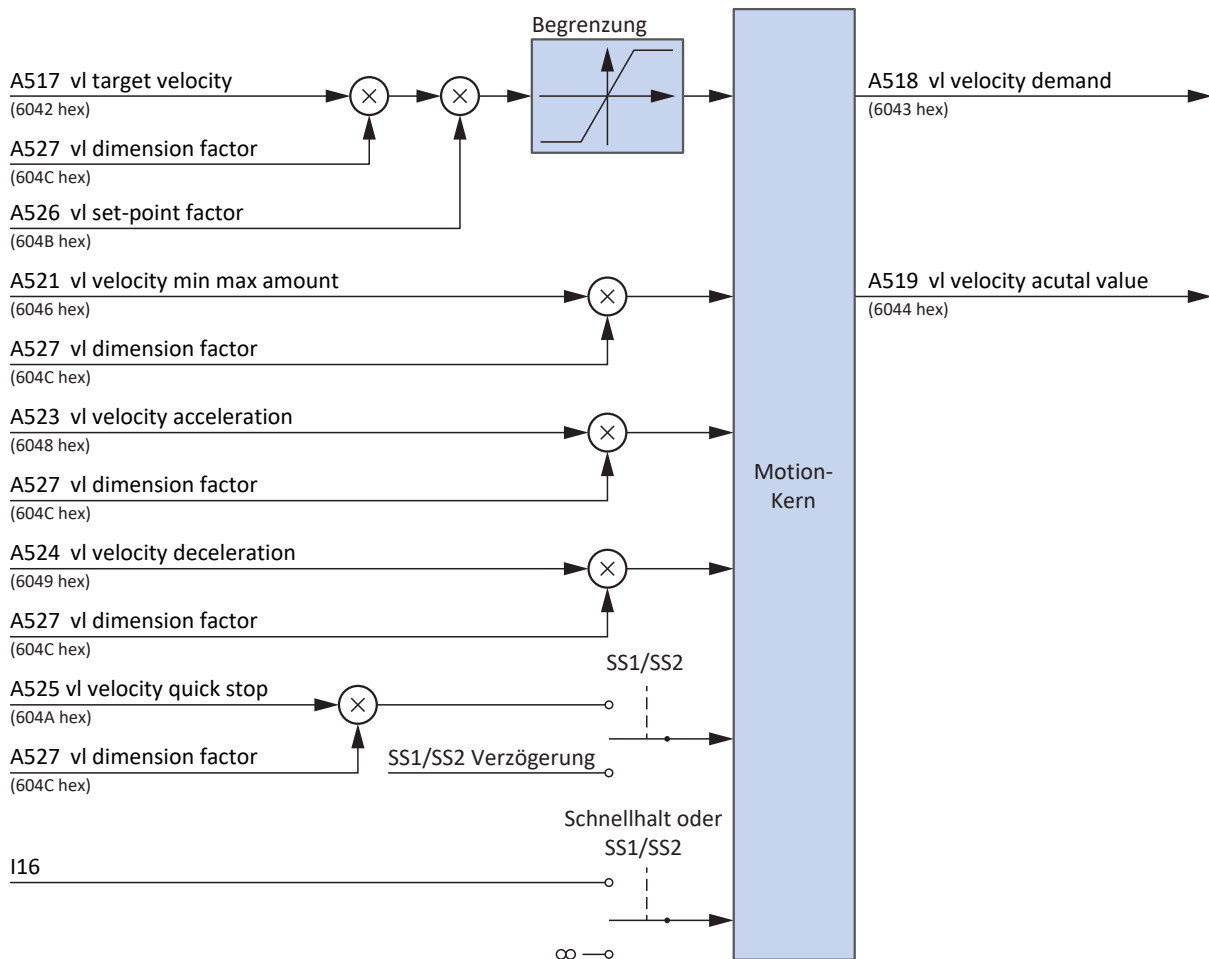 Begrenzung
A517 vl target velocity
(6042 hex)
A527 vl dimension factor
(604C hex)
A526 vl set-point factor
(604B hex)
A521 vl velocity min max amount
(6046 hex)
A527 vl dimension factor
(604C hex)
A523 vl velocity acceleration
(6048 hex)
A527 vl dimension factor
(604C hex)
A524 vl velocity deceleration
(6049 hex)
A527 vl dimension factor
(604C hex)
SS1/SS2
A525 vl velocity quick stop
(604A hex)
A527 vl dimension factor
(604C hex)
SS1/SS2 Verzögerung
Schnellhalt oder
SS1/SS2
I16
∞
Motion-
Kern
A518 vl velocity demand
(6043 hex)
A519 vl velocity acutal value
(6044 hex)